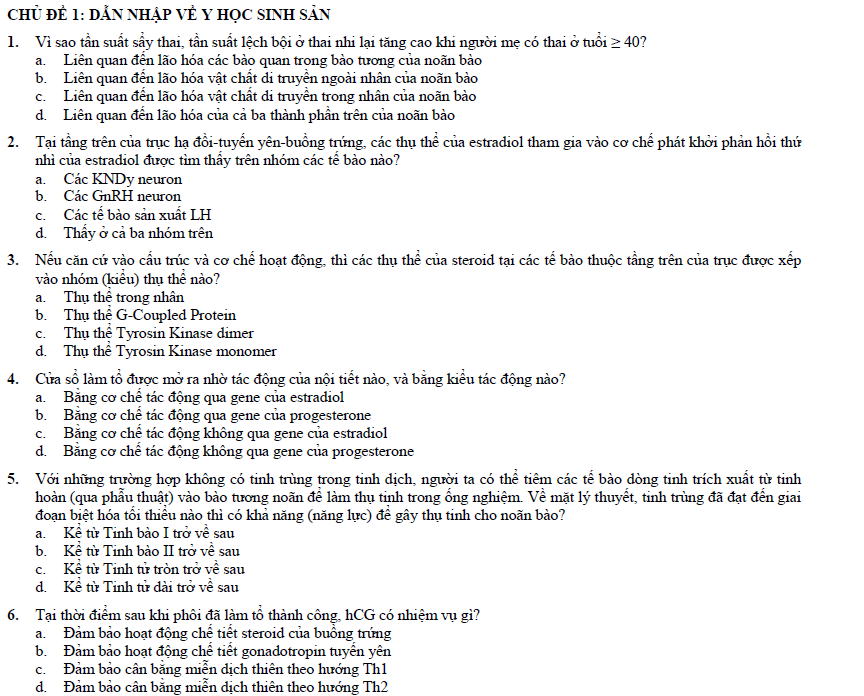 CHỦ ĐỀ 1: DẪN NHẬP VỀ Y HỌC SINH SẢN
1. Vì sao tần suất sẩy thai, tần suất lệch bội ở thai nhi lại tăng cao khi người mẹ có thai ở tuổi ≥ 40?
a. Liên quan đến lão hóa các bào quan trong bào tương của noãn bào
b. Liên quan đến lão hóa vật chất di truyền ngoài nhân của noãn bào
c. Liên quan đến lão hóa vật chất di truyền trong nhân của noãn bào
d. Liên quan đến lão hóa của cả ba thành phần trên của noãn bào
2. Tại tầng trên của trục hạ đồi-tuyến yên-buồng trứng, các thụ thể của estradiol tham gia vào cơ chế phát khởi phản hồi thứ
nhì của estradiol được tìm thấy trên nhóm các tế bào nào?
a. Các KNDy neuron
b. Các GnRH neuron
c. Các tế bào sản xuất LH
d. Thấy ở cả ba nhóm trên
3. Nếu căn cứ vào cấu trúc và cơ chế hoạt động, thì các thụ thể của steroid tại các tế bào thuộc tầng trên của trục được xếp
vào nhóm (kiểu) thụ thể nào?
a. Thụ thể trong nhân
b. Thụ thể G-Coupled Protein
c. Thụ thể Tyrosin Kinase dimer
d. Thụ thể Tyrosin Kinase monomer
4. Cửa sổ làm tổ được mở ra nhờ tác động của nội tiết nào, và bằng kiểu tác động nào?
a. Bằng cơ chế tác động qua gene của estradiol
b. Bằng cơ chế tác động qua gene của progesterone
c. Bằng cơ chế tác động không qua gene của estradiol
d. Bằng cơ chế tác động không qua gene của progesterone
5. Với những trường hợp không có tinh trùng trong tinh dịch, người ta có thể tiêm các tế bào dòng tinh trích xuất từ tinh
hoàn (qua phẫu thuật) vào bào tương noãn để làm thụ tinh trong ống nghiệm. Về mặt lý thuyết, tinh trùng đã đạt đến giai
đoạn biệt hóa tối thiểu nào thì có khả năng (năng lực) để gây thụ tinh cho noãn bào?
a. Kể từ Tinh bào I trở về sau
b. Kể từ Tinh bào II trở về sau
c. Kể từ Tinh tử tròn trở về sau
d. Kể từ Tinh tử dài trở về sau
6. Tại thời điểm sau khi phôi đã làm tổ thành công, hCG có nhiệm vụ gì?
a. Đảm bảo hoạt động chế tiết steroid của buồng trứng
b. Đảm bảo hoạt động chế tiết gonadotropin tuyến yên
c. Đảm bảo cân bằng miễn dịch thiên theo hướng Th1
d. Đảm bảo cân bằng miễn dịch thiên theo hướng Th2